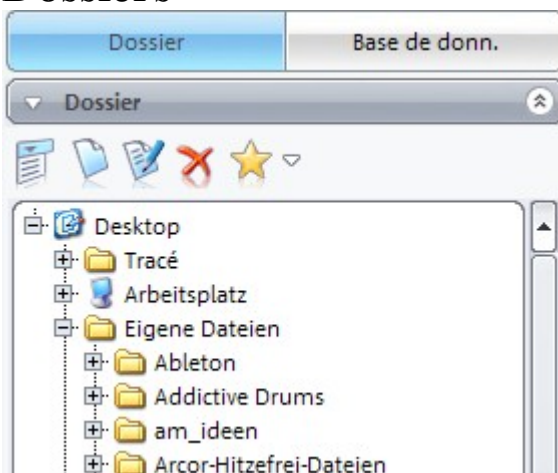 Dossiers
Dossier Base de donn.
Dossier
Desktop
Tracé
Arbeitsplatz
Eigene Dateien
Ableton
Addictive Drums
am_ideen
Arcor-Hitzefrei-Dateien